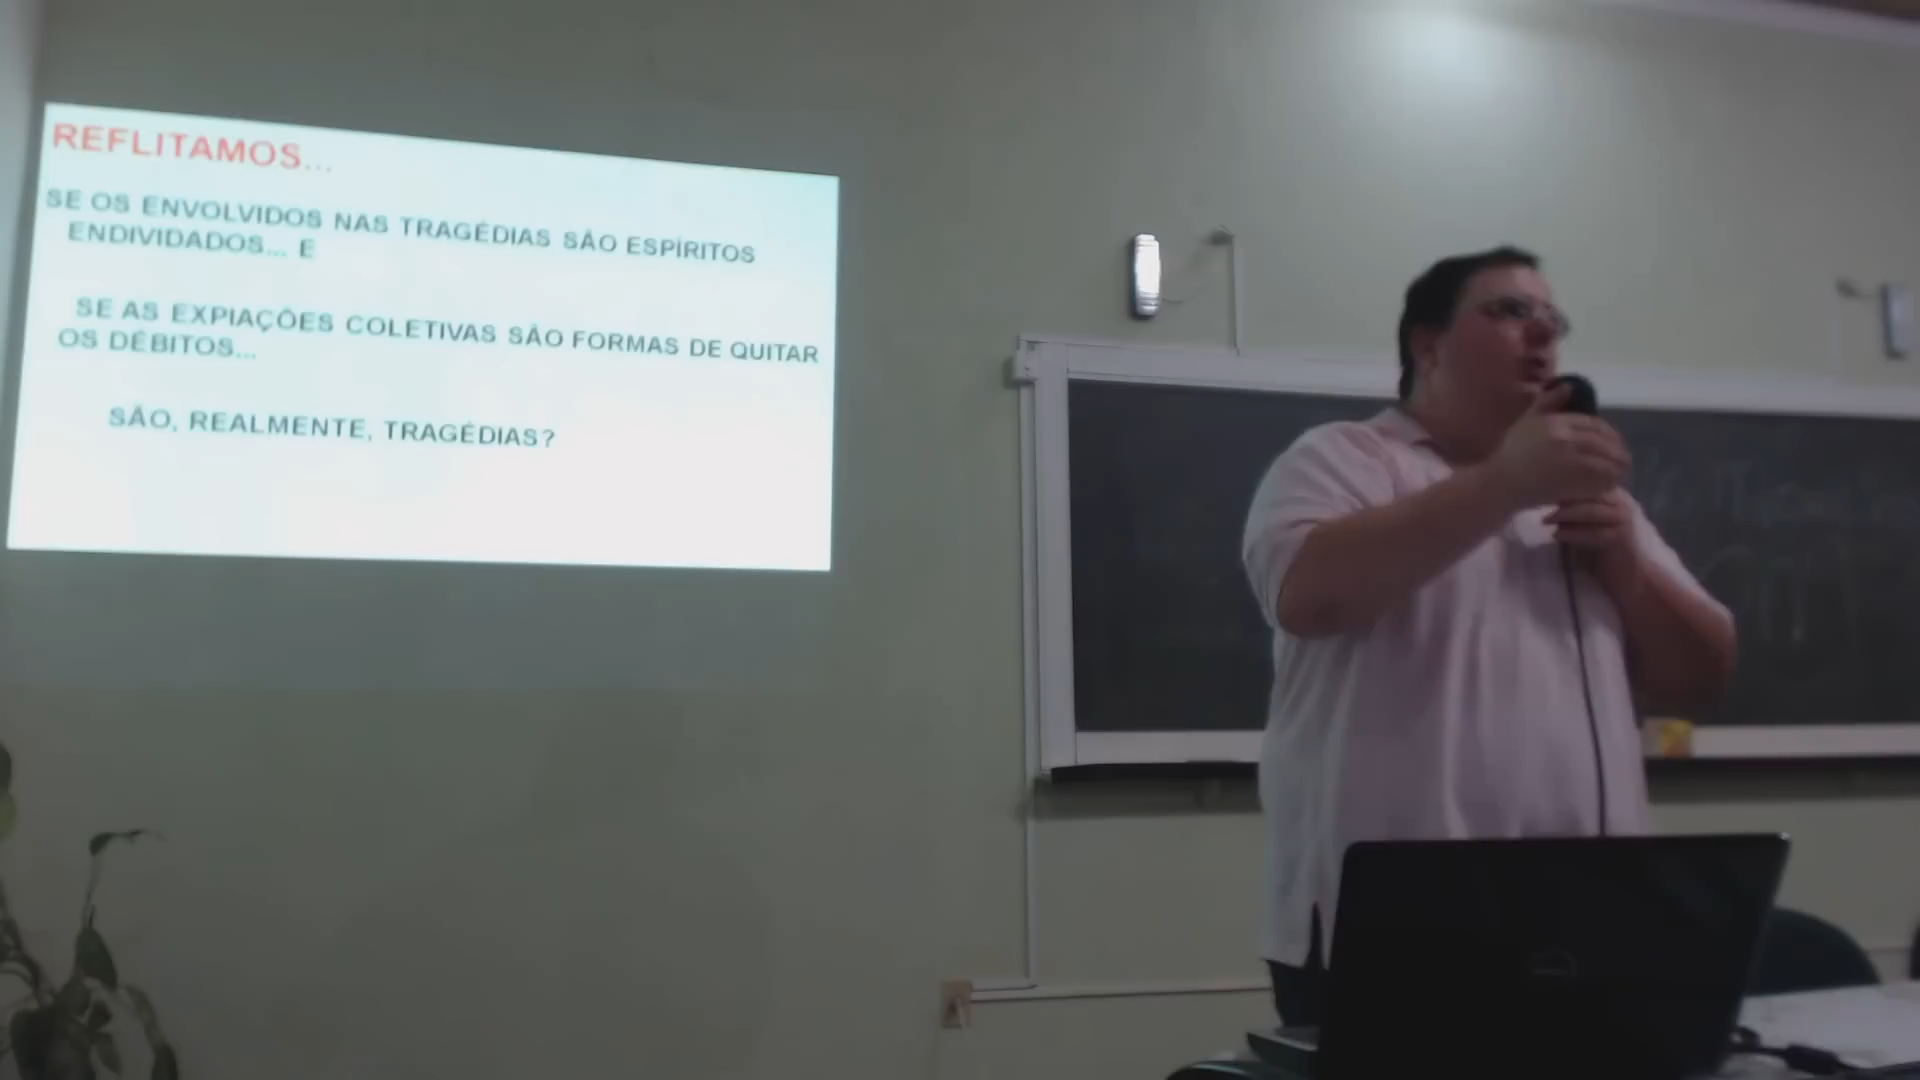 REFLITAMOS...
SE OS ENVOLVIDOS NAS TRAGÉDIAS SÃO ESPÍRITOS
ENDIVIDADOS... E
SE AS EXPIAÇÕES COLETIVAS SÃO FORMAS DE QUITAR
OS DÉBITOS...
SÃO, REALMENTE, TRAGÉDIAS?